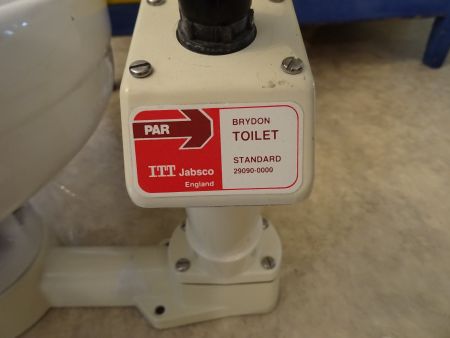 PAR
ITT Jabsco
England
BRYDON
TOILET
STANDARD
29090-0000